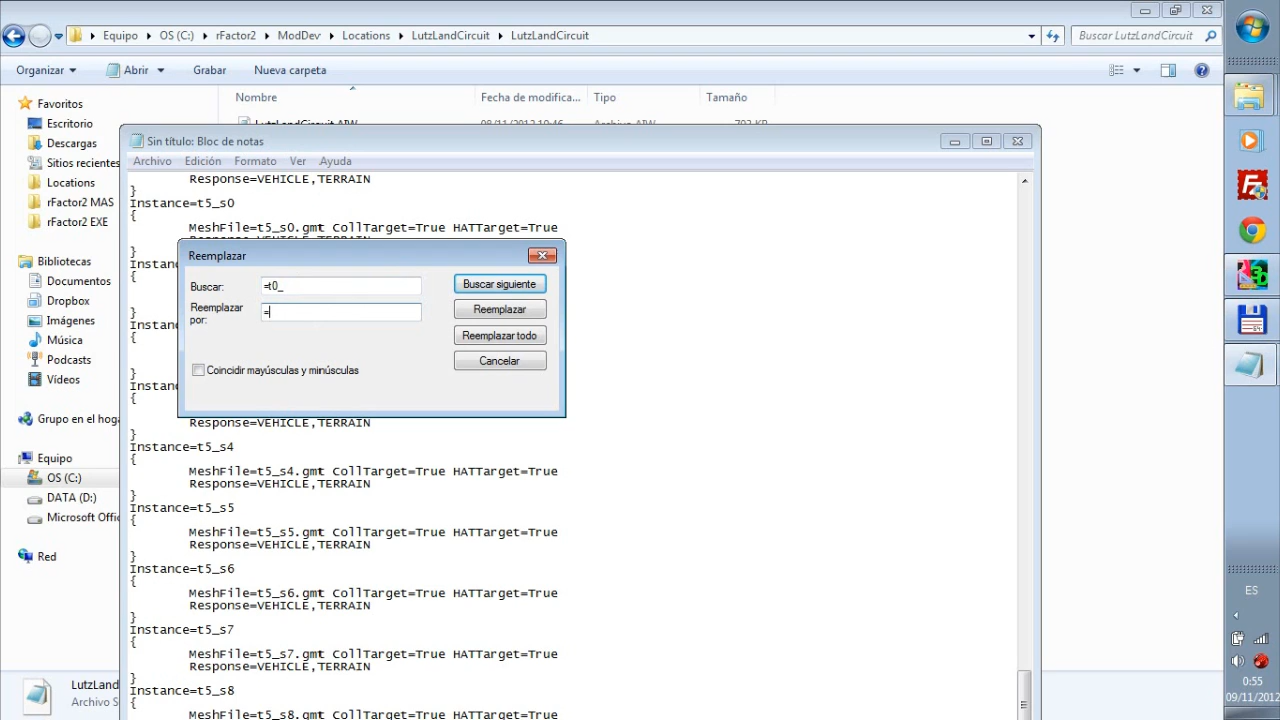 Equipo
OS (C:)
rFactor2
ModDev
Locations
LutzLandCircuit
LutzLandCircuit
Buscar LutzLandCircuit
Organizar
Abrir
Grabar
Nueva carpeta
Nombre
Fecha de modifica...
Tipo
Tamaño
Favoritos
Escritorio
Descargas
Sitios recientes
Locations
rFactor2 MAS
rFactor2 EXE
Bibliotecas
Documentos
Dropbox
Imágenes
Música
Podcasts
Vídeos
Grupo en el hoga
Equipo
OS (C:)
DATA (D:)
Microsoft Offic
Red
LutzLand
Archivo S
Sin título: Bloc de notas
Archivo Edición Formato Ver Ayuda
Response=VEHICLE,TERRAIN
}
Instance=t5_s0
{
MeshFile=t5_s0.gmt CollTarget=True HATTarget=True
}
Instan
{
}
Instan
{
}
Instan
{
Response=VEHICLE,TERRAIN
}
Instance=t5_s4
{
MeshFile=t5_s4.gmt CollTarget=True HATTarget=True
Response=VEHICLE,TERRAIN
}
Instance=t5_s5
{
MeshFile=t5_s5.gmt CollTarget=True HATTarget=True
Response=VEHICLE,TERRAIN
}
Instance=t5_s6
{
MeshFile=t5_s6.gmt CollTarget=True HATTarget=True
Response=VEHICLE,TERRAIN
}
Instance=t5_s7
{
MeshFile=t5_s7.gmt CollTarget=True HATTarget=True
Response=VEHICLE,TERRAIN
}
Instance=t5_s8
{
MeshFile=t5_s8.gmt CollTarget=True HATTarget=True
Reemplazar
Buscar:
=t0_
Buscar siguiente
Reemplazar
por:
=
Reemplazar
Reemplazar todo
Cancelar
Coincidir mayúsculas y minúsculas
ES
0:55
09/11/2012